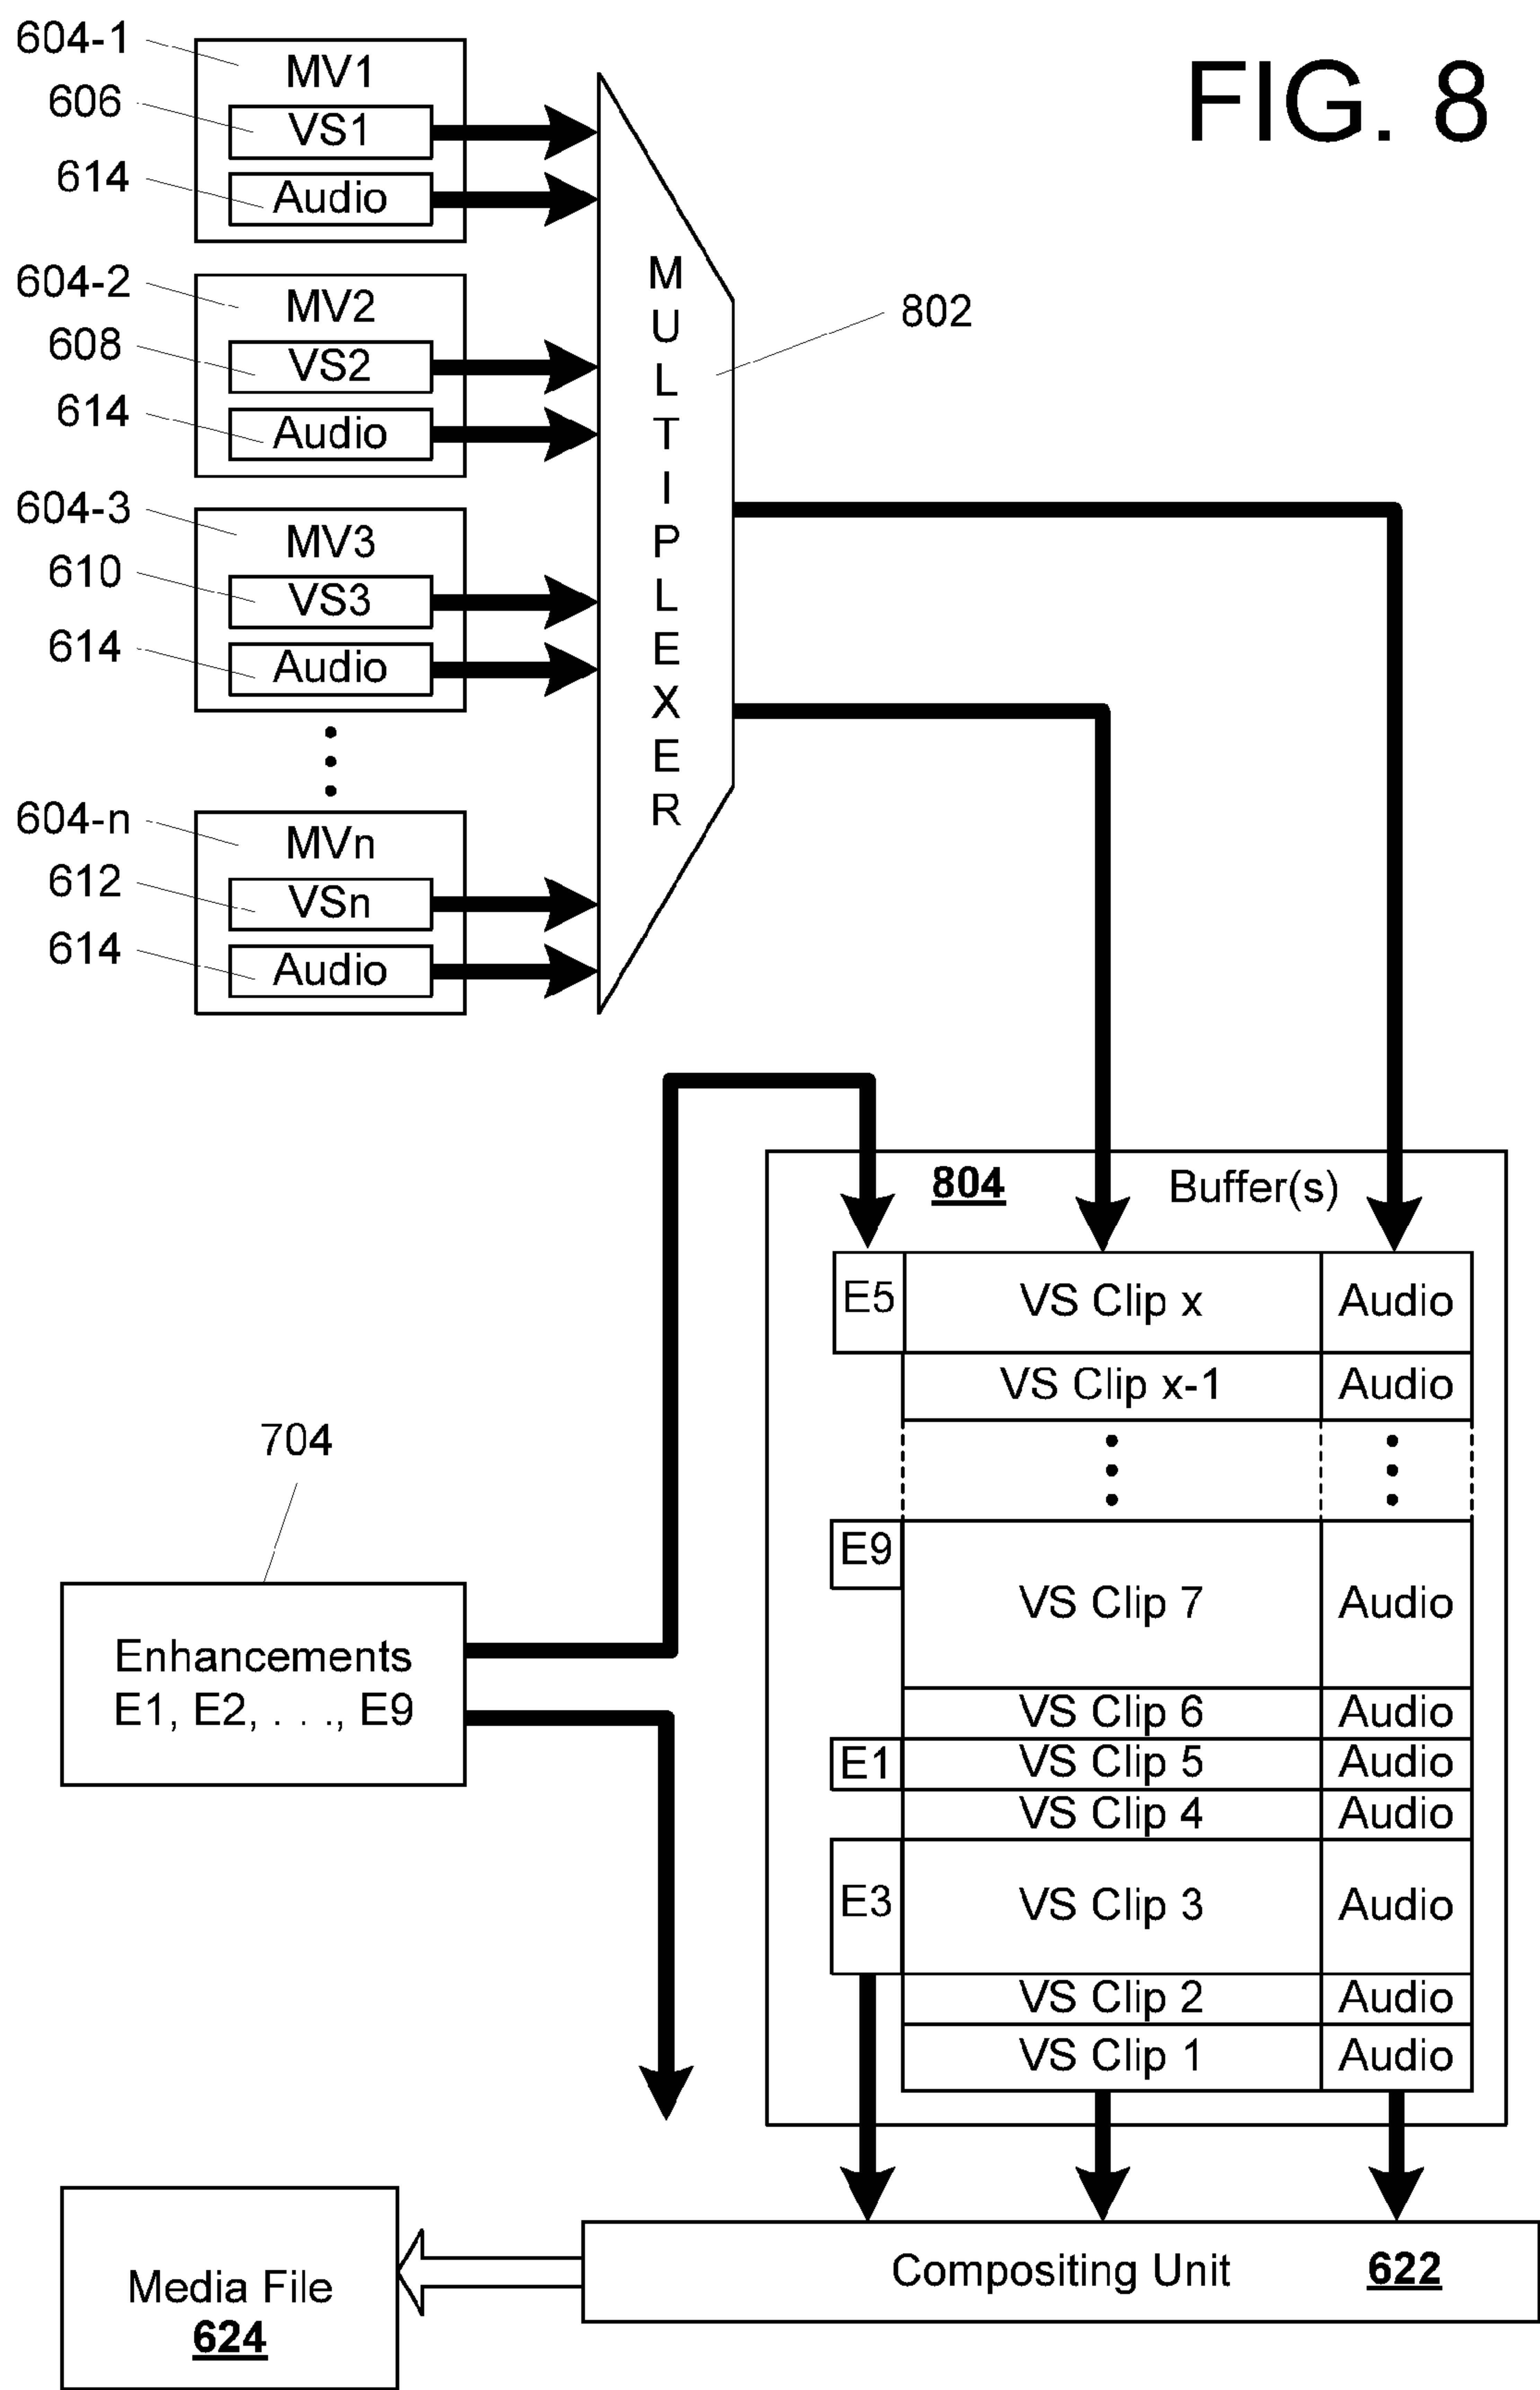 FIG. 8
604-1
MV1
606
VS1
614
Audio
604-2
MV2
608
VS2
614
Audio
604-3
MV3
610
VS3
614
Audio
604-n
MVn
612
VSn
614
Audio
MULTIPLEXER
802
804 Buffer(s)
E5 VS Clip x Audio
VS Clip x-1 Audio
E9 VS Clip 7 Audio
VS Clip 6 Audio
E1 VS Clip 5 Audio
VS Clip 4 Audio
E3 VS Clip 3 Audio
VS Clip 2 Audio
VS Clip 1 Audio
704
Enhancements
E1, E2, . . ., E9
Compositing Unit 622
Media File
624